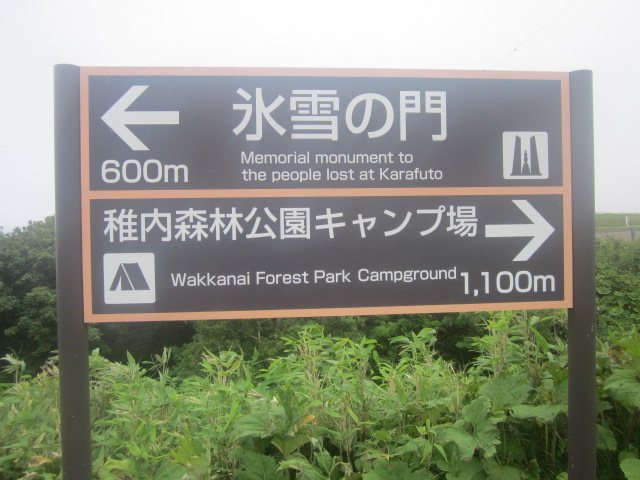 氷雪の門
600m
Memorial monument to
the people lost at Karafuto
稚内森林公園キャンプ場
Wakkanai Forest Park Campground
1,100m